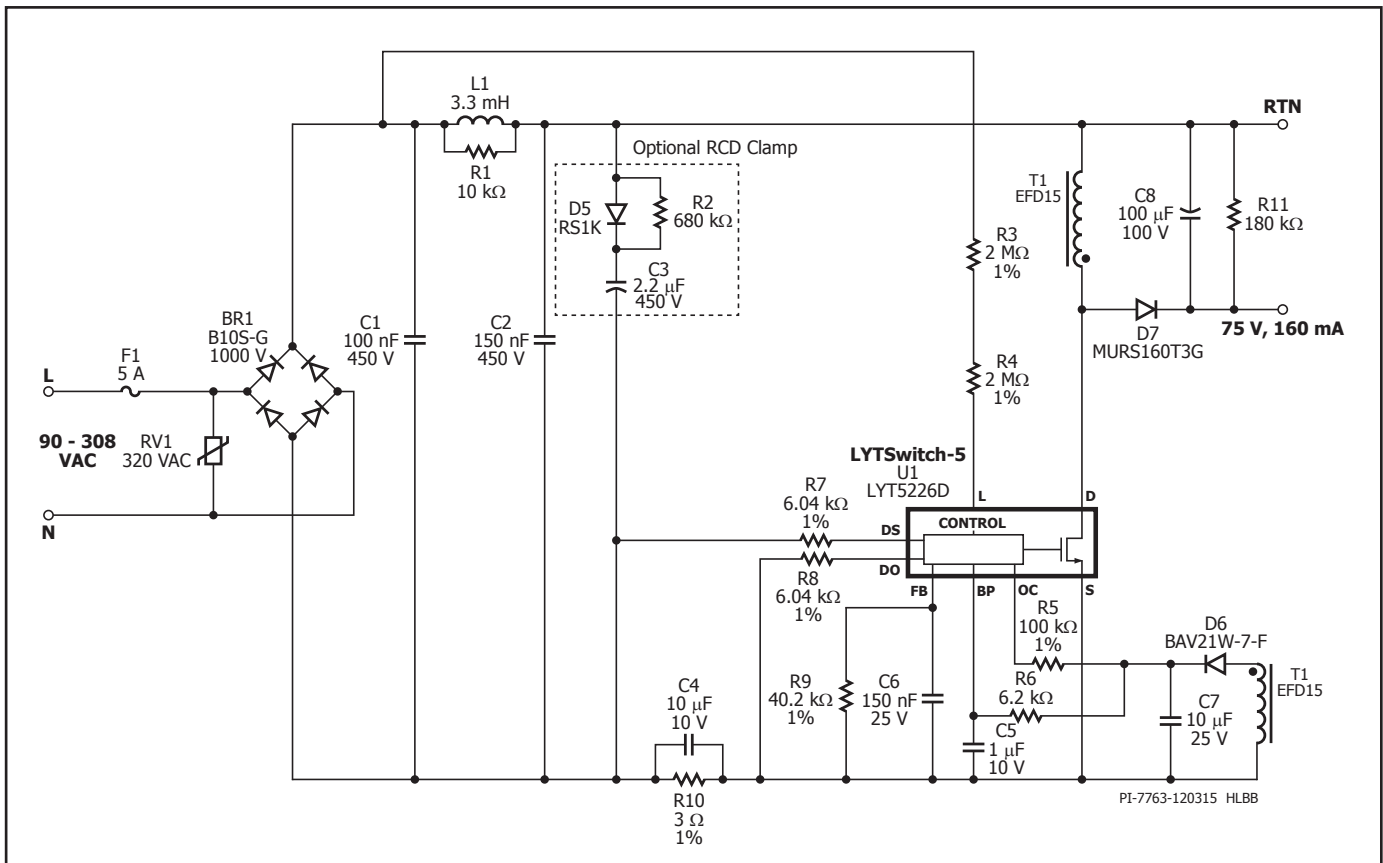 L1
3.3 mH
R1
10 kΩ
RTN
Optional RCD Clamp
D5
RS1K
R2
680 kΩ
C3
2.2 μF
450 V
T1
EFD15
C8
100 μF
100 V
R11
180 kΩ
R3
2 MΩ
1%
R4
2 MΩ
1%
D7
MURS160T3G
75 V, 160 mA
BR1
B10S-G
1000 V
C1
100 nF
450 V
C2
150 nF
450 V
F1
5 A
L
90 - 308
VAC
RV1
320 VAC
N
LYTSwitch-5
U1
LYT5226D
L
D
CONTROL
DS
DO
FB
BP
OC
S
R7
6.04 kΩ
1%
R8
6.04 kΩ
1%
R5
100 kΩ
1%
R6
6.2 kΩ
D6
BAV21W-7-F
T1
EFD15
R9
40.2 kΩ
1%
C6
150 nF
25 V
C5
1 μF
10 V
C7
10 μF
25 V
C4
10 μF
10 V
R10
3 Ω
1%
PI-7763-120315 HLBB